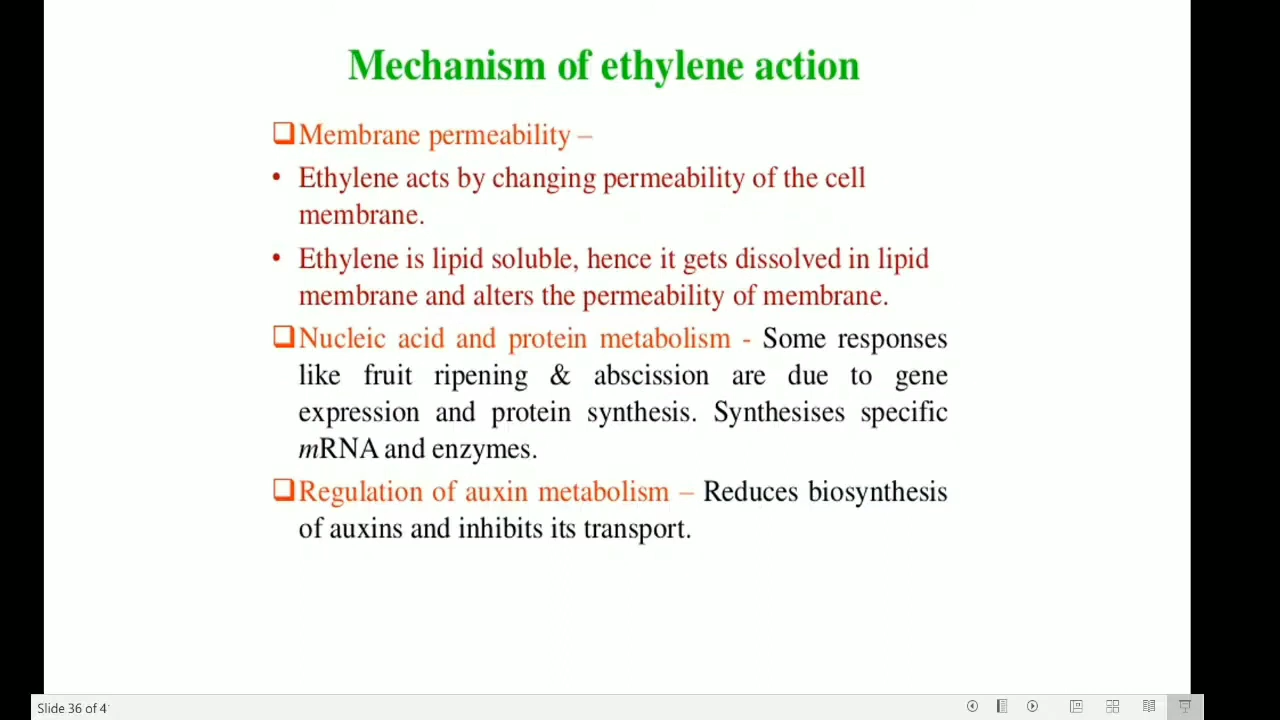 Mechanism of ethylene action
❑Membrane permeability –
• Ethylene acts by changing permeability of the cell
membrane.
• Ethylene is lipid soluble, hence it gets dissolved in lipid
membrane and alters the permeability of membrane.
❑Nucleic acid and protein metabolism - Some responses
like fruit ripening & abscission are due to gene
expression and protein synthesis. Synthesises specific
mRNA and enzymes.
❑Regulation of auxin metabolism – Reduces biosynthesis
of auxins and inhibits its transport.
Slide 36 of 4